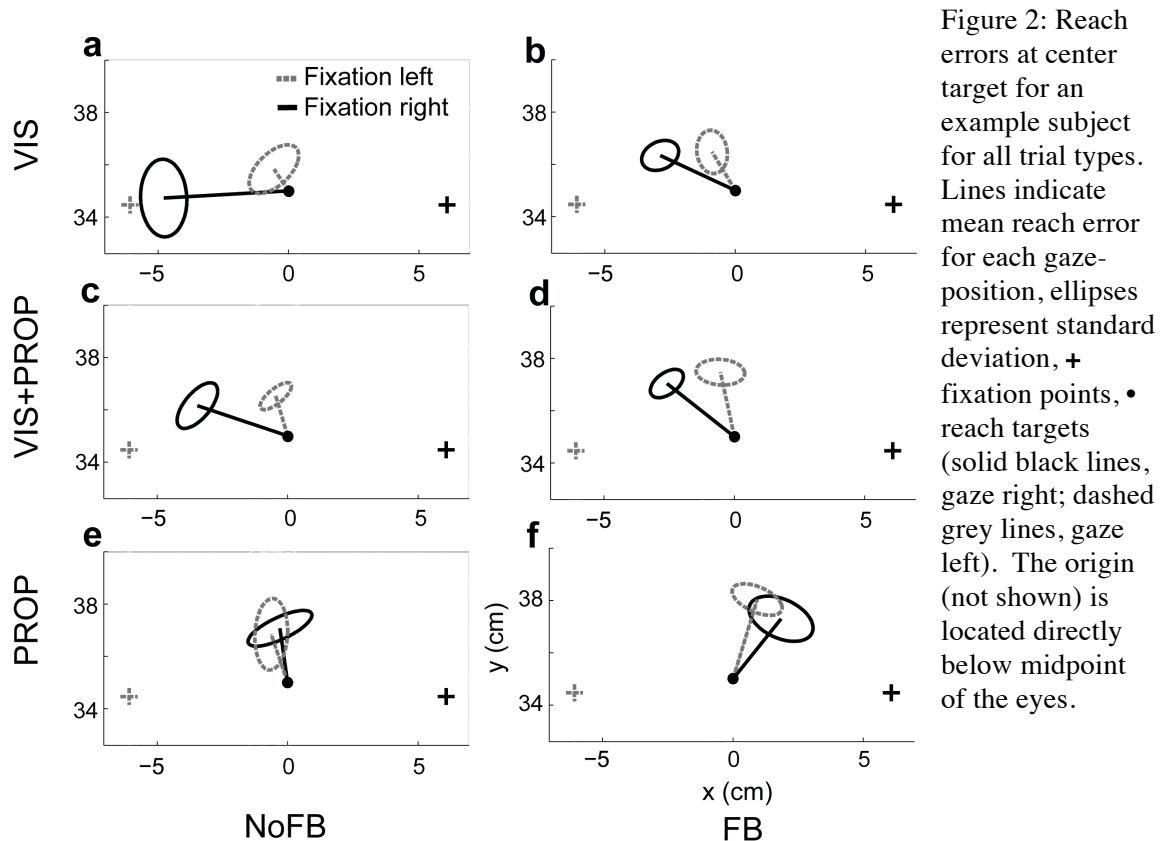 a
Fixation left
Fixation right
VIS
38
34
−5
0
5
b
−5
0
5
c
VIS+PROP
38
34
−5
0
5
d
38
34
−5
0
5
e
PROP
38
34
−5
0
5
NoFB
f
y (cm)
38
34
−5
0
5
x (cm)
FB
Figure 2: Reach
errors at center
target for an
example subject
for all trial types.
Lines indicate
mean reach error
for each gaze-
position, ellipses
represent standard
deviation, +
fixation points, •
reach targets
(solid black lines,
gaze right; dashed
grey lines, gaze
left).  The origin
(not shown) is
located directly
below midpoint
of the eyes.
38
34